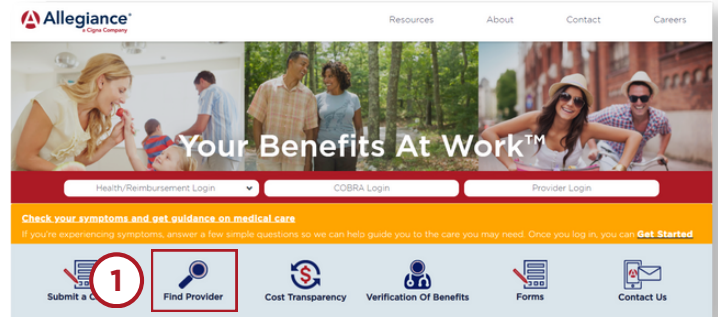 Allegiance®
a Cigna Company
Resources About Contact Careers
Your Benefits At Work™
Health/Reimbursement Login COBRA Login Provider Login
Check your symptoms and get guidance on medical care
If you're experiencing symptoms, answer a few simple questions so we can help guide you to the care you may need. Once you log in, you can Get Started
1
Submit a C Find Provider Cost Transparency Verification Of Benefits Forms Contact Us